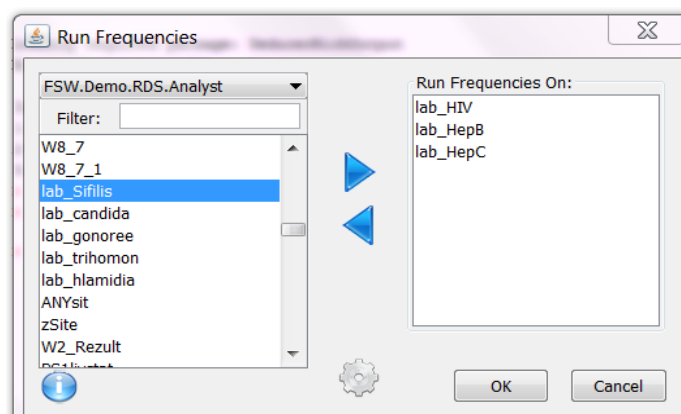 Run Frequencies
FSW.Demo.RDS.Analyst
Filter:
W8_7
W8_7_1
lab_Sifilis
lab_candida
lab_gonoree
lab_trihomon
lab_hlamidia
ANYsit
zSite
W2_Rezult
Run Frequencies On:
lab_HIV
lab_HepB
lab_HepC
OK
Cancel